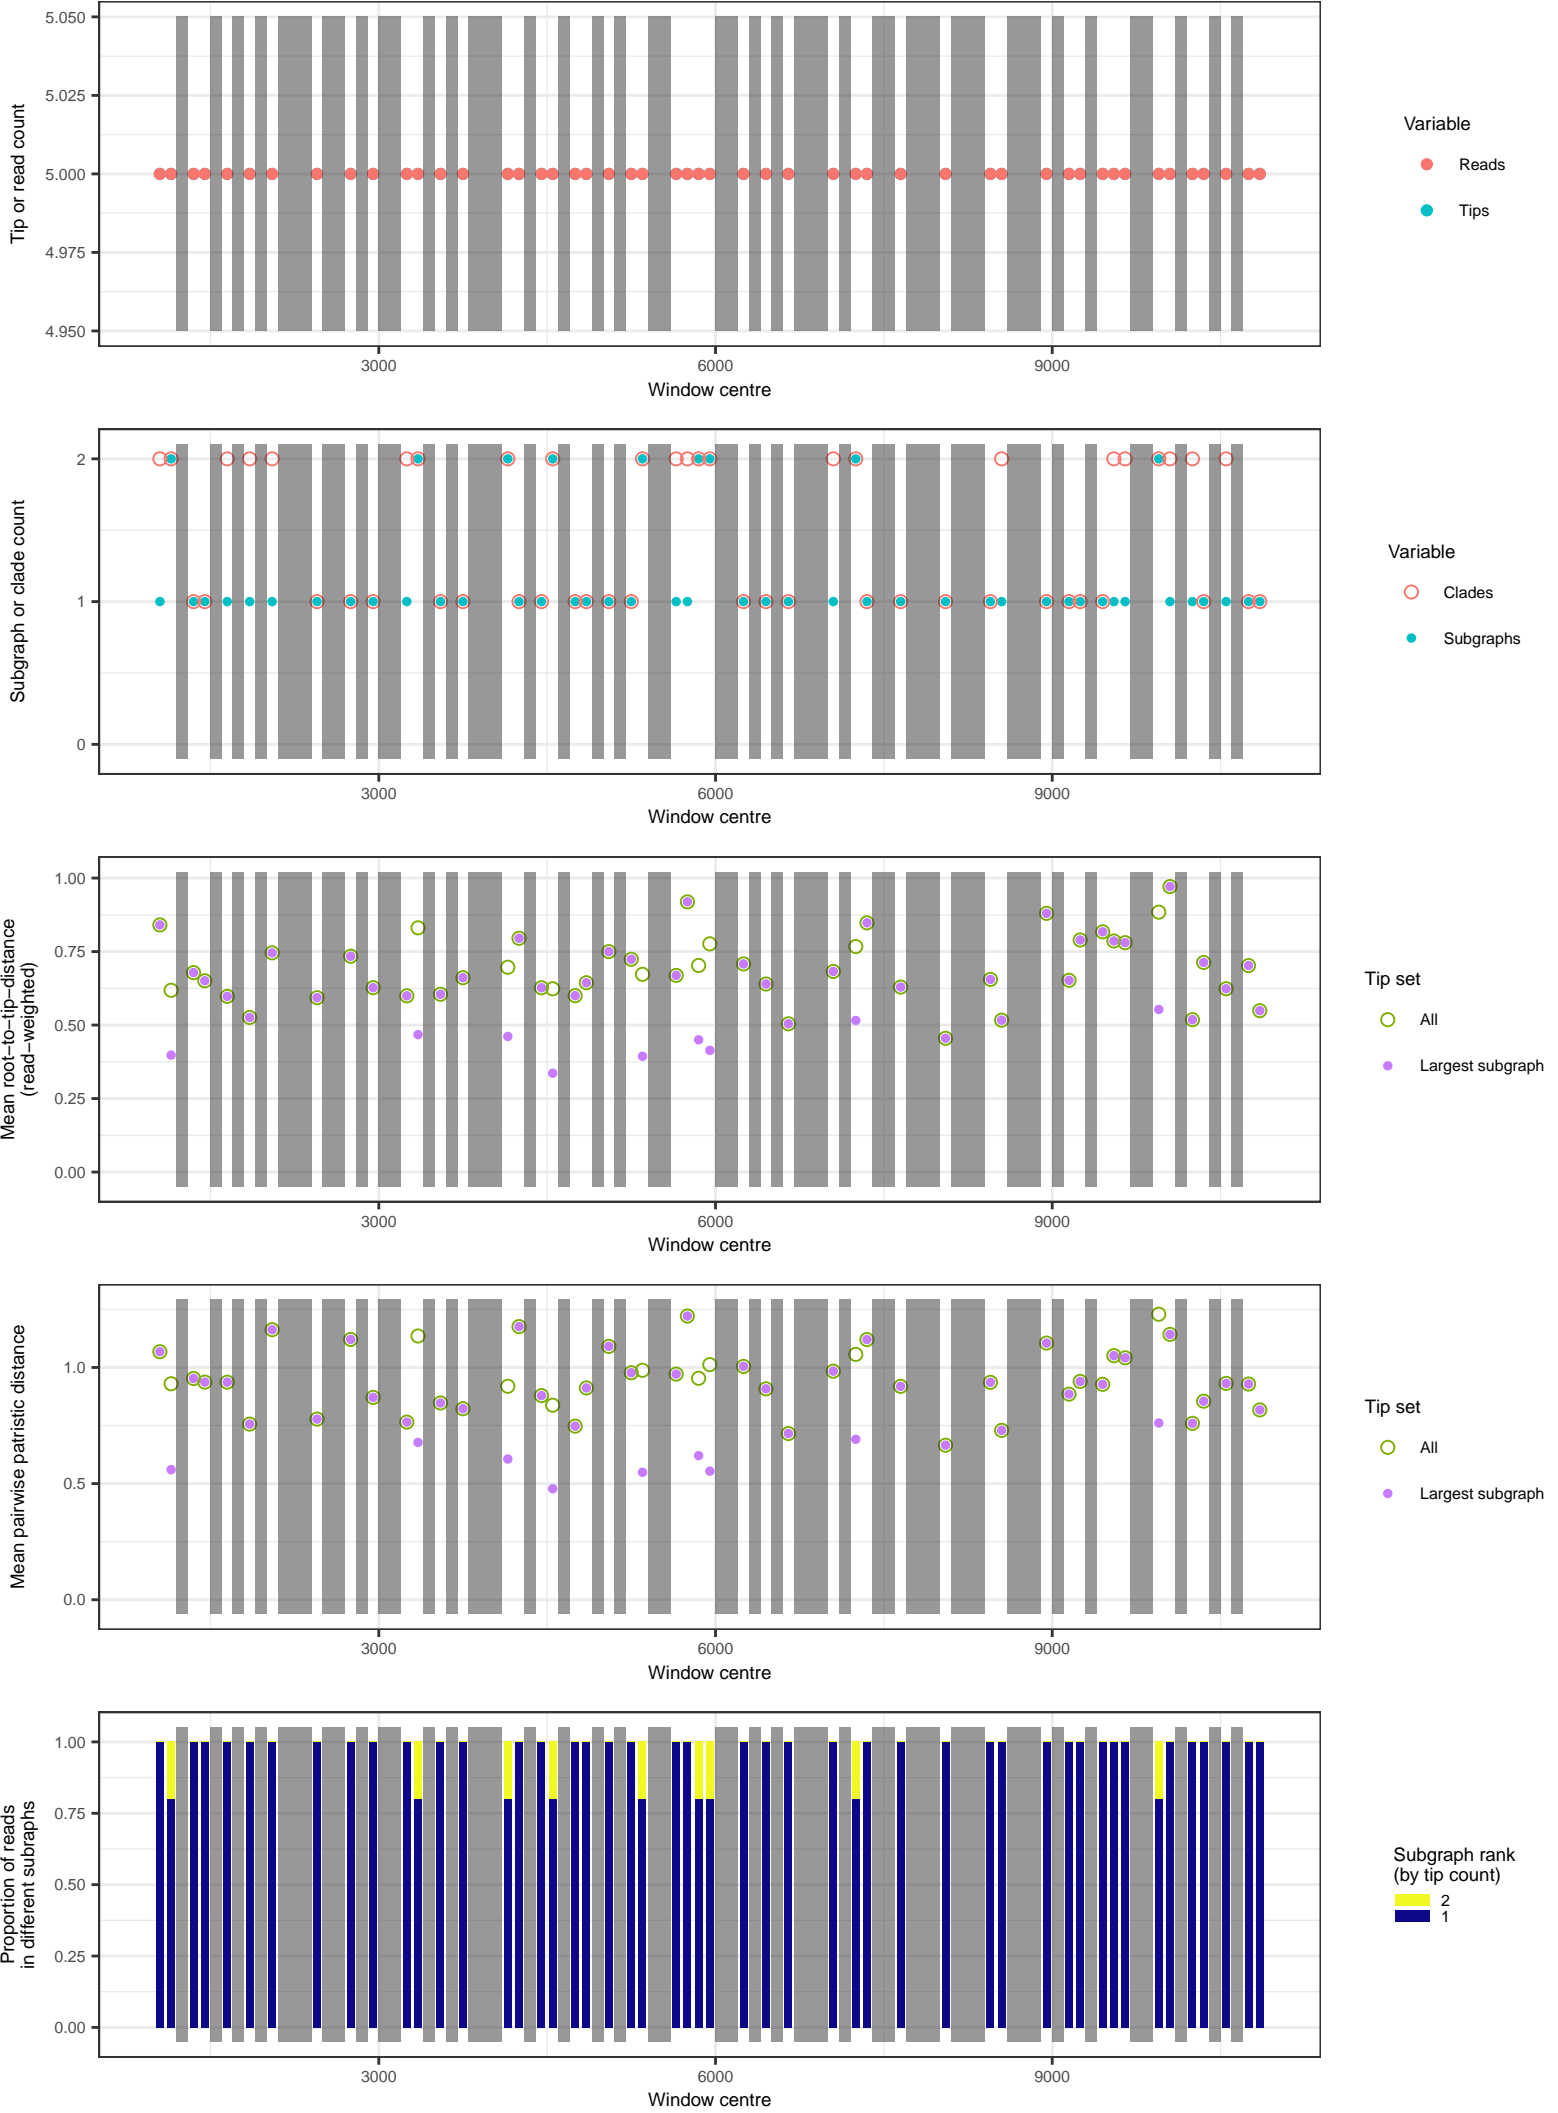 5.050
5.025
5.000
4.975
4.950
Tip or read count
3000 6000 9000
Window centre
Variable
Reads
Tips
2
1
0
Subgraph or clade count
3000 6000 9000
Window centre
Variable
Clades
Subgraphs
1.00
0.75
0.50
0.25
0.00
Mean root−to−tip−distance
(read−weighted)
3000 6000 9000
Window centre
Tip set
All
Largest subgraph
1.0
0.5
0.0
Mean pairwise patristic distance
3000 6000 9000
Window centre
Tip set
All
Largest subgraph
1.00
0.75
0.50
0.25
0.00
Proportion of reads
in different subraphs
3000 6000 9000
Window centre
Subgraph rank
(by tip count)
2
1